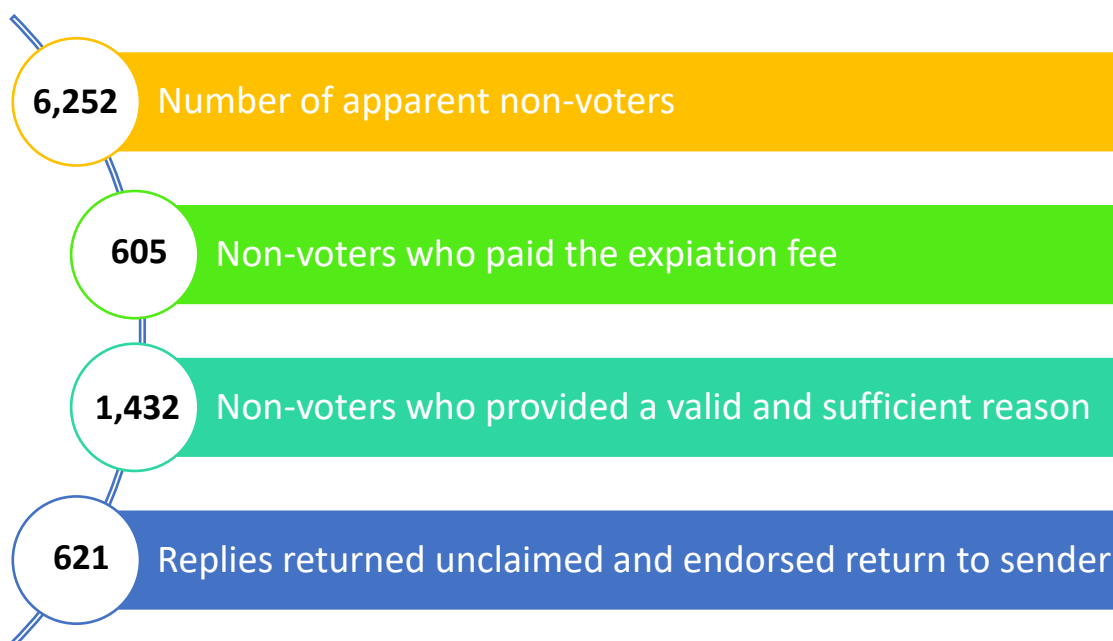 6,252 Number of apparent non-voters
605 Non-voters who paid the expiation fee
1,432 Non-voters who provided a valid and sufficient reason
621 Replies returned unclaimed and endorsed return to sender